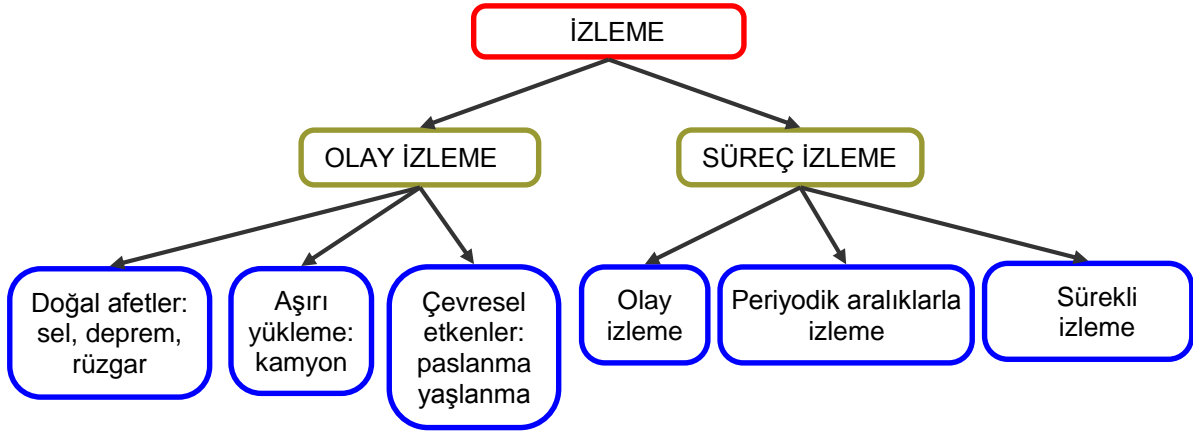 İZLEME
OLAY İZLEME
SÜREÇ İZLEME
Doğal afetler:
sel, deprem,
rüzgar
Aşırı
yükleme:
kamyon
Çevresel
etkenler:
paslanma
yaşlanma
Olay
izleme
Periyodik aralıklarla
izleme
Sürekli
izleme